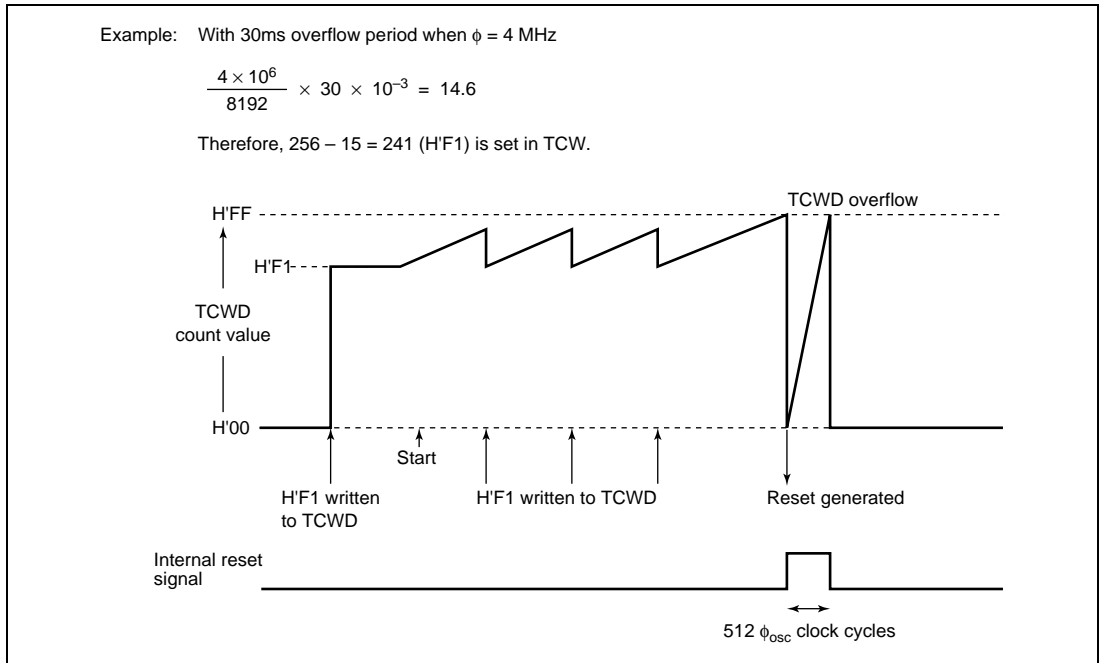 Example: With 30ms overflow period when ϕ = 4 MHz
4 × 10⁶
8192
× 30 × 10⁻³ = 14.6
Therefore, 256 – 15 = 241 (H'F1) is set in TCW.
TCWD overflow
H'FF
H'F1
TCWD
count value
H'00
Start
H'F1 written
to TCWD
H'F1 written to TCWD
Reset generated
Internal reset
signal
512 ϕosc clock cycles